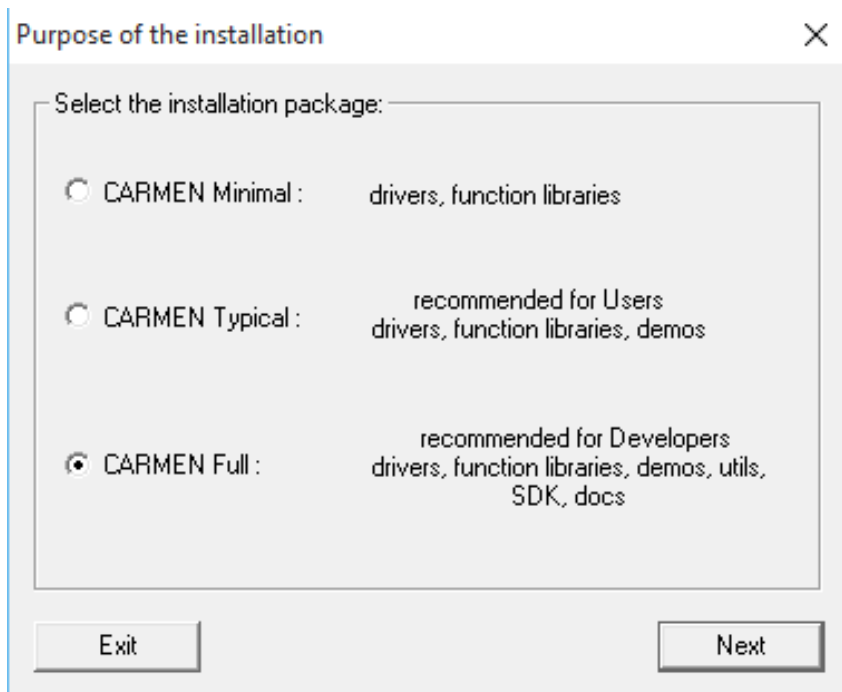 Purpose of the installation
Select the installation package:
CARMEN Minimal : drivers, function libraries
CARMEN Typical : recommended for Users
drivers, function libraries, demos
CARMEN Full : recommended for Developers
drivers, function libraries, demos, utils,
SDK, docs
Exit Next